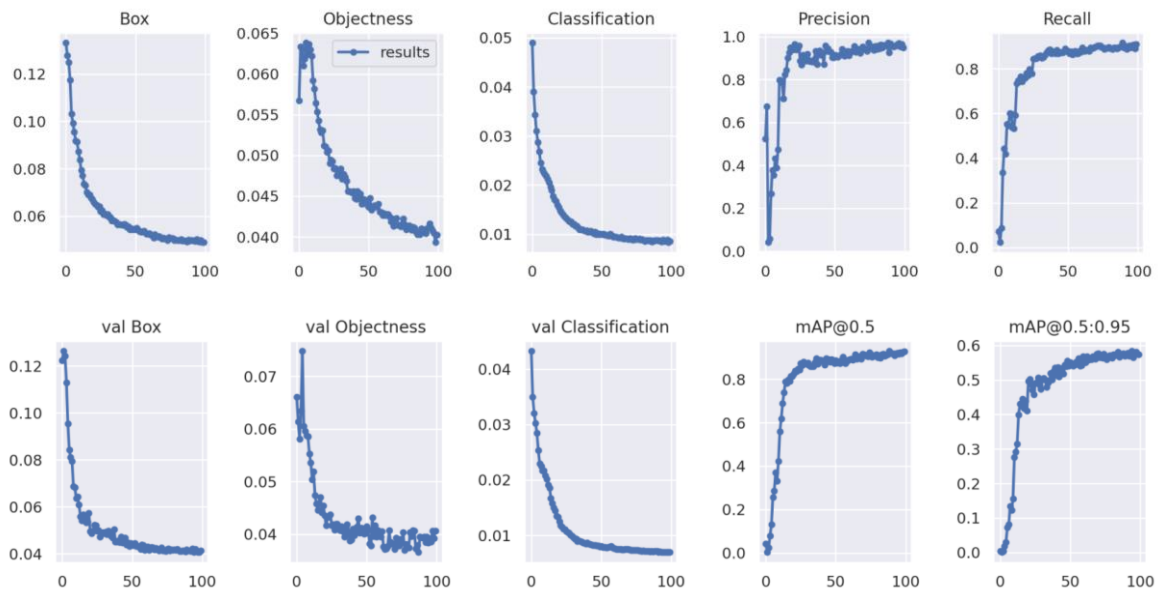 Box
Objectness
Classification
Precision
Recall
0.12
0.10
0.08
0.06
0 50 100
0.065
0.060
0.055
0.050
0.045
0.040
results
0 50 100
0.05
0.04
0.03
0.02
0.01
0 50 100
1.0
0.8
0.6
0.4
0.2
0.0
0 50 100
0.8
0.6
0.4
0.2
0.0
0 50 100
val Box
val Objectness
val Classification
mAP@0.5
mAP@0.5:0.95
0.12
0.10
0.08
0.06
0.04
0 50 100
0.07
0.06
0.05
0.04
0 50 100
0.04
0.03
0.02
0.01
0 50 100
0.8
0.6
0.4
0.2
0.0
0 50 100
0.6
0.5
0.4
0.3
0.2
0.1
0.0
0 50 100